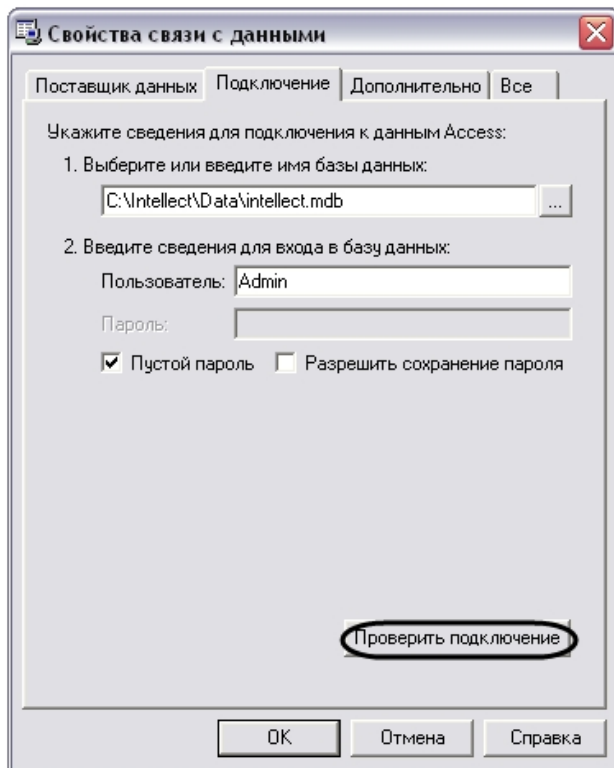 Свойства связи с данными
Поставщик данных Подключение Дополнительно Все
Укажите сведения для подключения к данным Access:
1. Выберите или введите имя базы данных:
C:\Intellect\Data\intellect.mdb ...
2. Введите сведения для входа в базу данных:
Пользователь: Admin
Пароль:
Пустой пароль Разрешить сохранение пароля
Проверить подключение
OK Отмена Справка